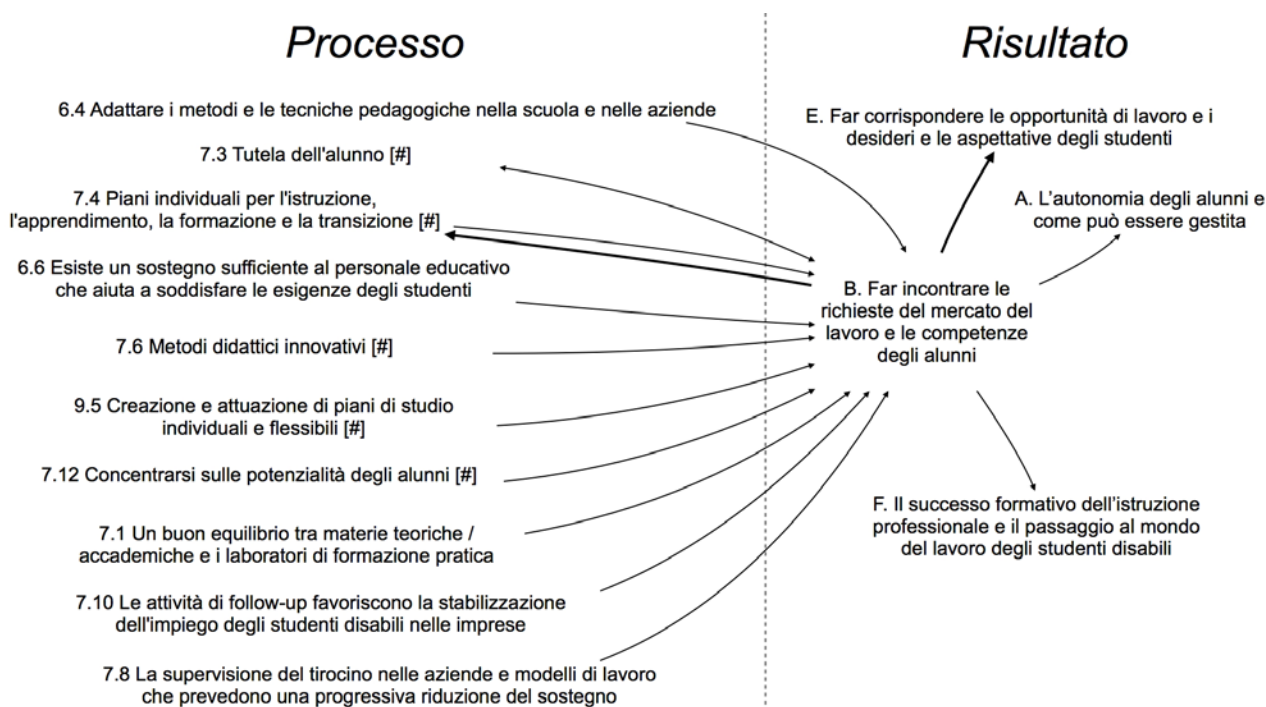 Processo
6.4 Adattare i metodi e le tecniche pedagogiche nella scuola e nelle aziende
7.3 Tutela dell'alunno [#]
7.4 Piani individuali per l'istruzione,
l'apprendimento, la formazione e la transizione [#]
6.6 Esiste un sostegno sufficiente al personale educativo
che aiuta a soddisfare le esigenze degli studenti
7.6 Metodi didattici innovativi [#]
9.5 Creazione e attuazione di piani di studio
individuali e flessibili [#]
7.12 Concentrarsi sulle potenzialità degli alunni [#]
7.1 Un buon equilibrio tra materie teoriche /
accademiche e i laboratori di formazione pratica
7.10 Le attività di follow-up favoriscono la stabilizzazione
dell'impiego degli studenti disabili nelle imprese
7.8 La supervisione del tirocino nelle aziende e modelli di lavoro
che prevedono una progressiva riduzione del sostegno
Risultato
E. Far corrispondere le opportunità di lavoro e i
desideri e le aspettative degli studenti
A. L'autonomia degli alunni e
come può essere gestita
B. Far incontrare le
richieste del mercato del
lavoro e le competenze
degli alunni
F. Il successo formativo dell'istruzione
professionale e il passaggio al mondo
del lavoro degli studenti disabili